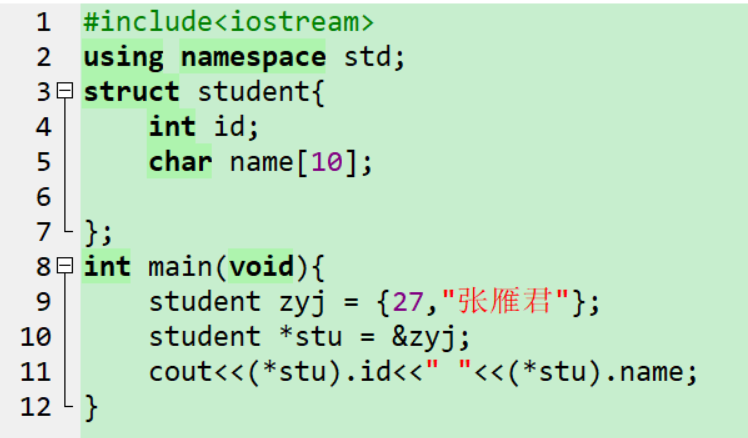 1 #include<iostream>
2 using namespace std;
3 struct student{
4     int id;
5     char name[10];
6
7 };
8 int main(void){
9     student zyj = {27,"张雁君"};
10     student *stu = &zyj;
11     cout<<(*stu).id<<" "<<(*stu).name;
12 }